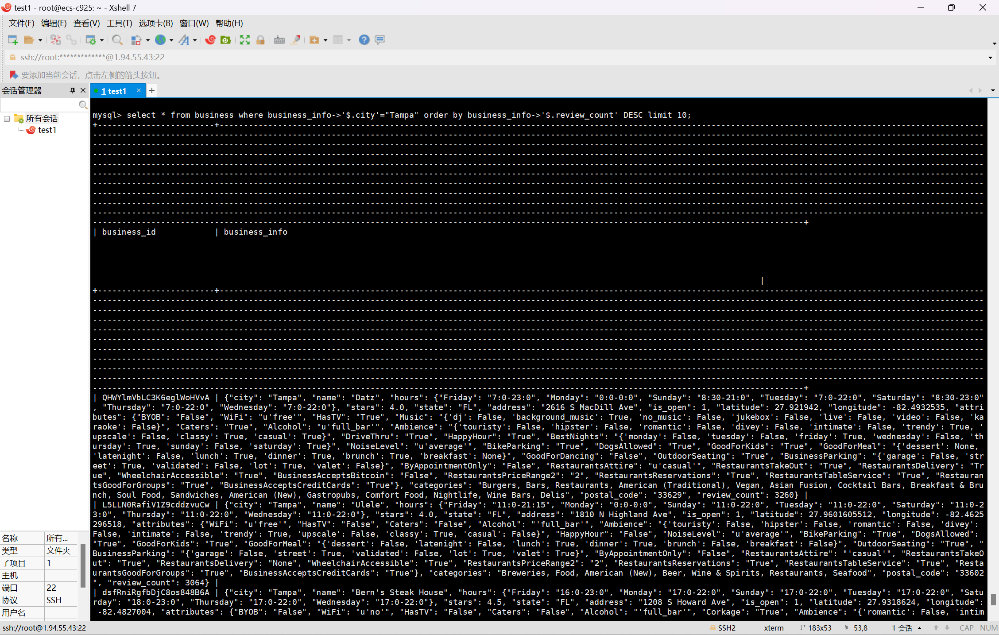 test1 - root@ecs-c925: ~ - Xshell 7
文件(F) 编辑(E) 查看(V) 工具(T) 选项卡(B) 窗口(W) 帮助(H)
ssh://root:*************@1.94.55.43:22
要添加当前会话，点击左侧的箭头按钮。
会话管理器
1 test1
所有会话
test1
mysql> select * from business where business_info->'$.city'="Tampa" order by business_info->'$.review_count' DESC limit 10;
| business_id | business_info
|
| QHWYlmVbLC3K6eglWoHVvA | {"city": "Tampa", "name": "Datz", "hours": {"Friday": "7:0-23:0", "Monday": "0:0-0:0", "Sunday": "8:30-21:0", "Tuesday": "7:0-22:0", "Saturday": "8:30-23:0"
, "Thursday": "7:0-22:0", "Wednesday": "7:0-22:0"}, "stars": 4.0, "state": "FL", "address": "2616 S MacDill Ave", "is_open": 1, "latitude": 27.921942, "longitude": -82.4932535, "attri
butes": {"BYOB": "False", "WiFi": "u'free'", "HasTV": "True", "Music": "{'dj': False, 'background_music': True, 'no_music': False, 'jukebox': False, 'live': False, 'video': False, 'ka
raoke': False}", "Caters": "True", "Alcohol": "u'full_bar'", "Ambience": "{'touristy': False, 'hipster': False, 'romantic': False, 'divey': False, 'intimate': False, 'trendy': True, '
upscale': False, 'classy': True, 'casual': True}", "DriveThru": "True", "HappyHour": "True", "BestNights": "{'monday': False, 'tuesday': False, 'friday': True, 'wednesday': False, 'th
ursday': True, 'sunday': False, 'saturday': True}", "NoiseLevel": "u'average'", "BikeParking": "True", "DogsAllowed": "True", "GoodForKids": "True", "GoodForMeal": "{'dessert': None,
'latenight': False, 'lunch': True, 'dinner': True, 'brunch': True, 'breakfast': None}", "GoodForDancing": "False", "OutdoorSeating": "True", "BusinessParking": "{'garage': False, 'str
eet': True, 'validated': False, 'lot': True, 'valet': False}", "ByAppointmentOnly": "False", "RestaurantsAttire": "u'casual'", "RestaurantsTakeOut": "True", "RestaurantsDelivery": "Tr
ue", "WheelchairAccessible": "True", "BusinessAcceptsBitcoin": "False", "RestaurantsPriceRange2": "2", "RestaurantsReservations": "True", "RestaurantsTableService": "True", "Restauran
tsGoodForGroups": "True", "BusinessAcceptsCreditCards": "True"}, "categories": "Burgers, Bars, Restaurants, American (Traditional), Vegan, Asian Fusion, Cocktail Bars, Breakfast & Bru
nch, Soul Food, Sandwiches, American (New), Gastropubs, Comfort Food, Nightlife, Wine Bars, Delis", "postal_code": "33629", "review_count": 3260} |
| L5LLN0RafiV1Z9cddzvuCw | {"city": "Tampa", "name": "Ulele", "hours": {"Friday": "11:0-21:15", "Monday": "0:0-0:0", "Sunday": "11:0-22:0", "Tuesday": "11:0-22:0", "Saturday": "11:0-2
3:0", "Thursday": "11:0-22:0", "Wednesday": "11:0-22:0"}, "stars": 4.0, "state": "FL", "address": "1810 N Highland Ave", "is_open": 1, "latitude": 27.9601605512, "longitude": -82.4625
296518, "attributes": {"WiFi": "u'free'", "HasTV": "False", "Caters": "False", "Alcohol": "'full_bar'", "Ambience": "{'touristy': False, 'hipster': False, 'romantic': False, 'divey':
False, 'intimate': False, 'trendy': True, 'upscale': False, 'classy': True, 'casual': False}", "HappyHour": "False", "NoiseLevel": "u'average'", "BikeParking": "True", "DogsAllowed":
"True", "GoodForKids": "True", "GoodForMeal": "{'dessert': False, 'latenight': False, 'lunch': True, 'dinner': True, 'brunch': False, 'breakfast': False}", "OutdoorSeating": "True", "
BusinessParking": "{'garage': False, 'street': True, 'validated': False, 'lot': True, 'valet': True}", "ByAppointmentOnly": "False", "RestaurantsAttire": "'casual'", "RestaurantsTakeO
ut": "True", "RestaurantsDelivery": "None", "WheelchairAccessible": "True", "RestaurantsPriceRange2": "2", "RestaurantsReservations": "True", "RestaurantsTableService": "True", "Resta
urantsGoodForGroups": "True", "BusinessAcceptsCreditCards": "True"}, "categories": "Breweries, Food, American (New), Beer, Wine & Spirits, Restaurants, Seafood", "postal_code": "33602
", "review_count": 3064} |
| dsfRniRgfbDjC8os848B6A | {"city": "Tampa", "name": "Bern's Steak House", "hours": {"Friday": "16:0-23:0", "Monday": "17:0-22:0", "Sunday": "17:0-22:0", "Tuesday": "17:0-22:0", "Satu
rday": "18:0-23:0", "Thursday": "17:0-22:0", "Wednesday": "17:0-22:0"}, "stars": 4.5, "state": "FL", "address": "1208 S Howard Ave", "is_open": 1, "latitude": 27.9318624, "longitude":
-82.4827004, "attributes": {"BYOB": "False", "WiFi": "u'no'", "HasTV": "False", "Caters": "False", "Alcohol": "'full_bar'", "Corkage": "True", "Ambience": "{'romantic': False, 'intim
名称 所有...
类型 文件夹
子项目 1
主机
端口 22
协议 SSH
用户名
ssh://root@1.94.55.43:22 SSH2 xterm 183x53 53,8 1 会话 CAP NUM